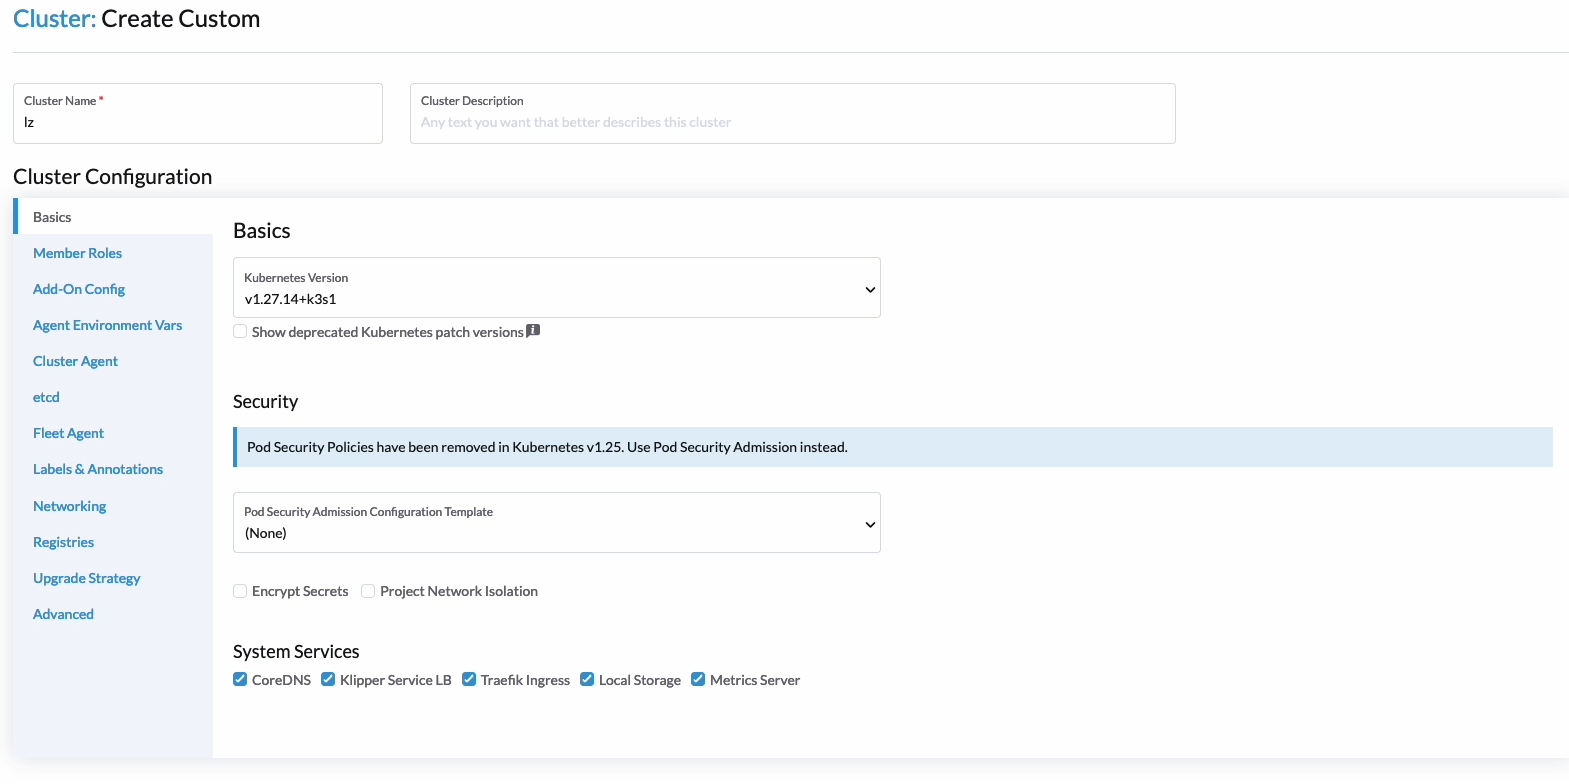 Cluster: Create Custom
Cluster Name *
lz
Cluster Description
Any text you want that better describes this cluster
Cluster Configuration
Basics
Member Roles
Add-On Config
Agent Environment Vars
Cluster Agent
etcd
Fleet Agent
Labels & Annotations
Networking
Registries
Upgrade Strategy
Advanced
Basics
Kubernetes Version
v1.27.14+k3s1
Show deprecated Kubernetes patch versions
Security
Pod Security Policies have been removed in Kubernetes v1.25. Use Pod Security Admission instead.
Pod Security Admission Configuration Template
(None)
Encrypt Secrets Project Network Isolation
System Services
CoreDNS Klipper Service LB Traefik Ingress Local Storage Metrics Server